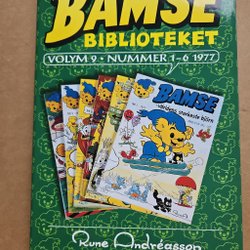 BAMSE
BIBLIOTEKET
VOLYM 9 • NUMMER 1-6 1977
BAMSE
världens starkaste björn
Rune Andréasson